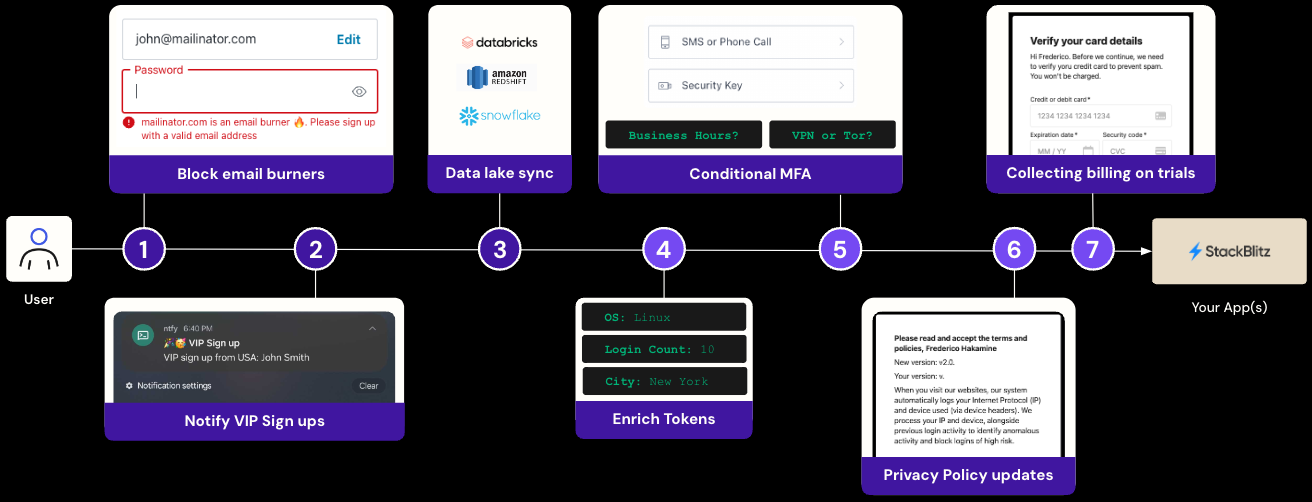 john@mailinator.com
Edit
Password
mailinator.com is an email burner 🔥. Please sign up
with a valid email address
Block email burners
databricks
amazon
REDSHIFT
snowflake
Data lake sync
SMS or Phone Call
Security Key
Business Hours?
VPN or Tor?
Conditional MFA
Verify your card details
Hi Frederico. Before we continue, we need
to verify yoru credit card to prevent spam.
You won't be charged.
Credit or debit card*
1234 1234 1234 1234
Expiration date*
Security code*
MM / YY
CVC
Collecting billing on trials
User
1
2
3
4
5
6
7
StackBlitz
Your App(s)
ntfy 6:40 PM
🎉🥳 VIP Sign up
VIP sign up from USA: John Smith
Notification settings
Clear
Notify VIP Sign ups
OS: Linux
Login Count: 10
City: New York
Enrich Tokens
Please read and accept the terms and
policies, Frederico Hakamine
New version: v2.0.
Your version: v.
When you visit our websites, our system
automatically logs your Internet Protocol (IP)
and device used (via device headers). We
process your IP and device, alongside
previous login activity to identify anomalous
activity and block logins of high risk.
Privacy Policy updates